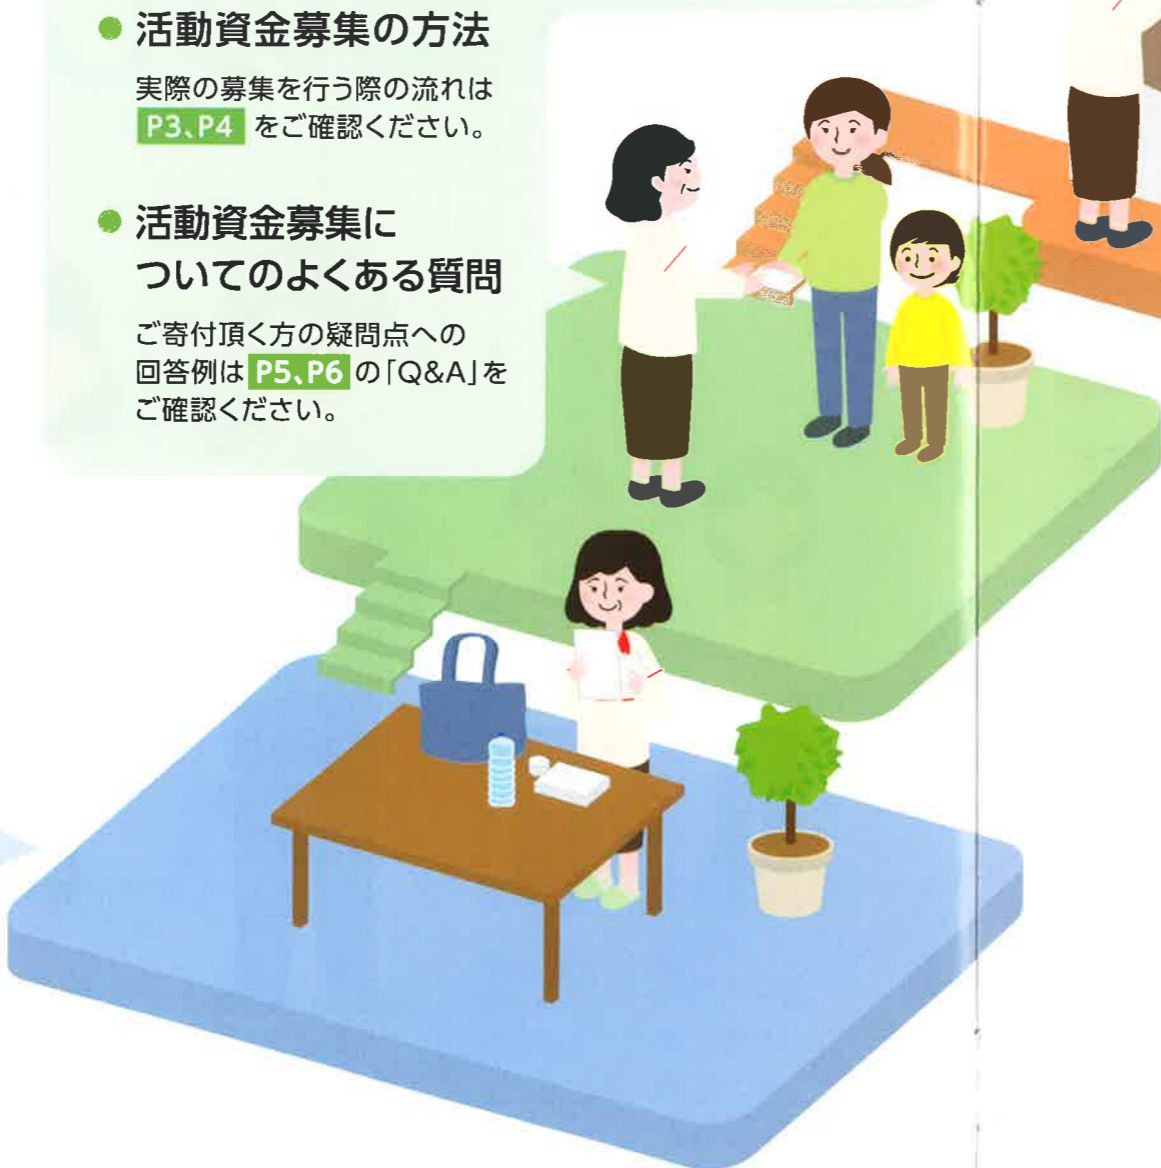 活動資金募集の方法
実際の募集を行う際の流れは
P3、P4 をご確認ください。
活動資金募集に
ついてのよくある質問
ご寄付頂く方の疑問点への
回答例は P5、P6 の「Q&A」を
ご確認ください。